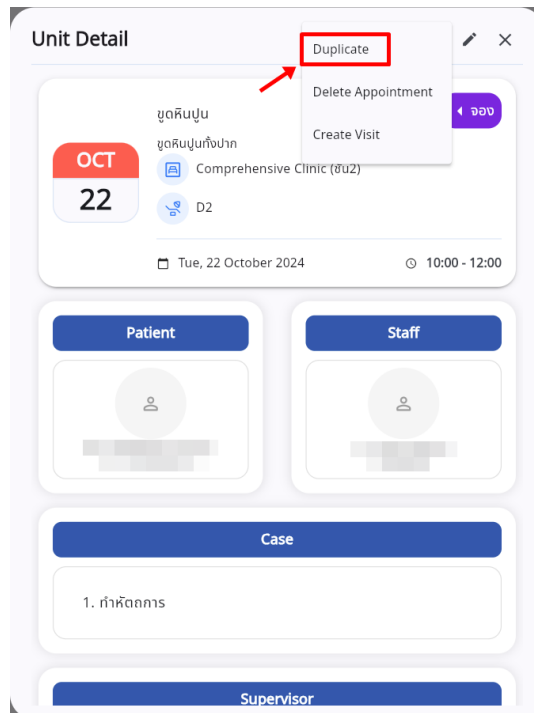 Unit Detail
Duplicate
Delete Appointment
Create Visit
จอง
ขูดหินปูน
ขูดหินปูนทั้งปาก
OCT
22
Comprehensive Clinic (ชั้น2)
D2
Tue, 22 October 2024
10:00 - 12:00
Patient
Staff
Case
1. ทำหัตถการ
Supervisor